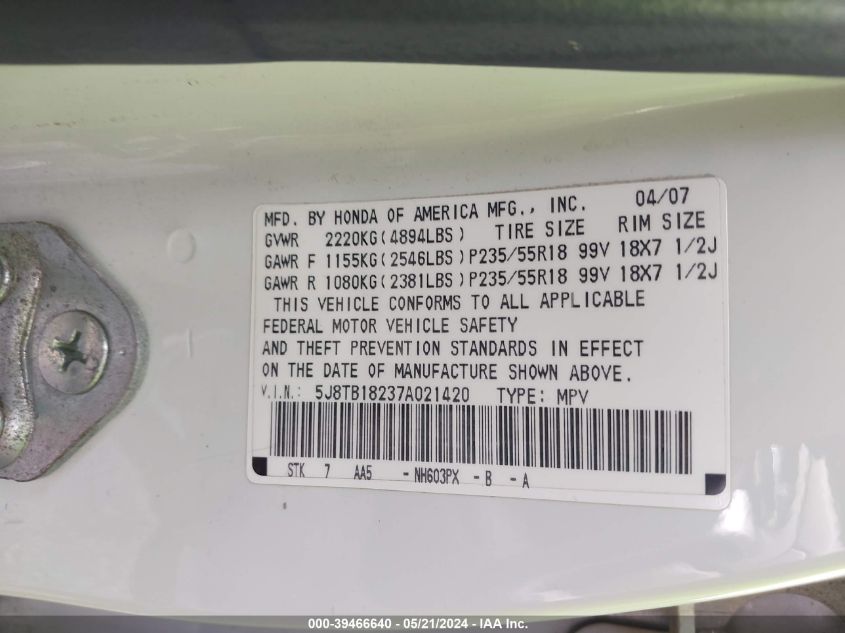 MFD. BY HONDA OF AMERICA MFG., INC. 04/07
GVWR 2220KG(4894LBS) TIRE SIZE RIM SIZE
GAWR F 1155KG(2546LBS)P235/55R18 99V 18X7 1/2J
GAWR R 1080KG(2381LBS)P235/55R18 99V 18X7 1/2J
THIS VEHICLE CONFORMS TO ALL APPLICABLE
FEDERAL MOTOR VEHICLE SAFETY
AND THEFT PREVENTION STANDARDS IN EFFECT
ON THE DATE OF MANUFACTURE SHOWN ABOVE.
V.I.N.: 5J8TB18237A021420 TYPE: MPV
STK 7 AA5 -NH603PX -B -A
000-39466640 - 05/21/2024 - IAA Inc.